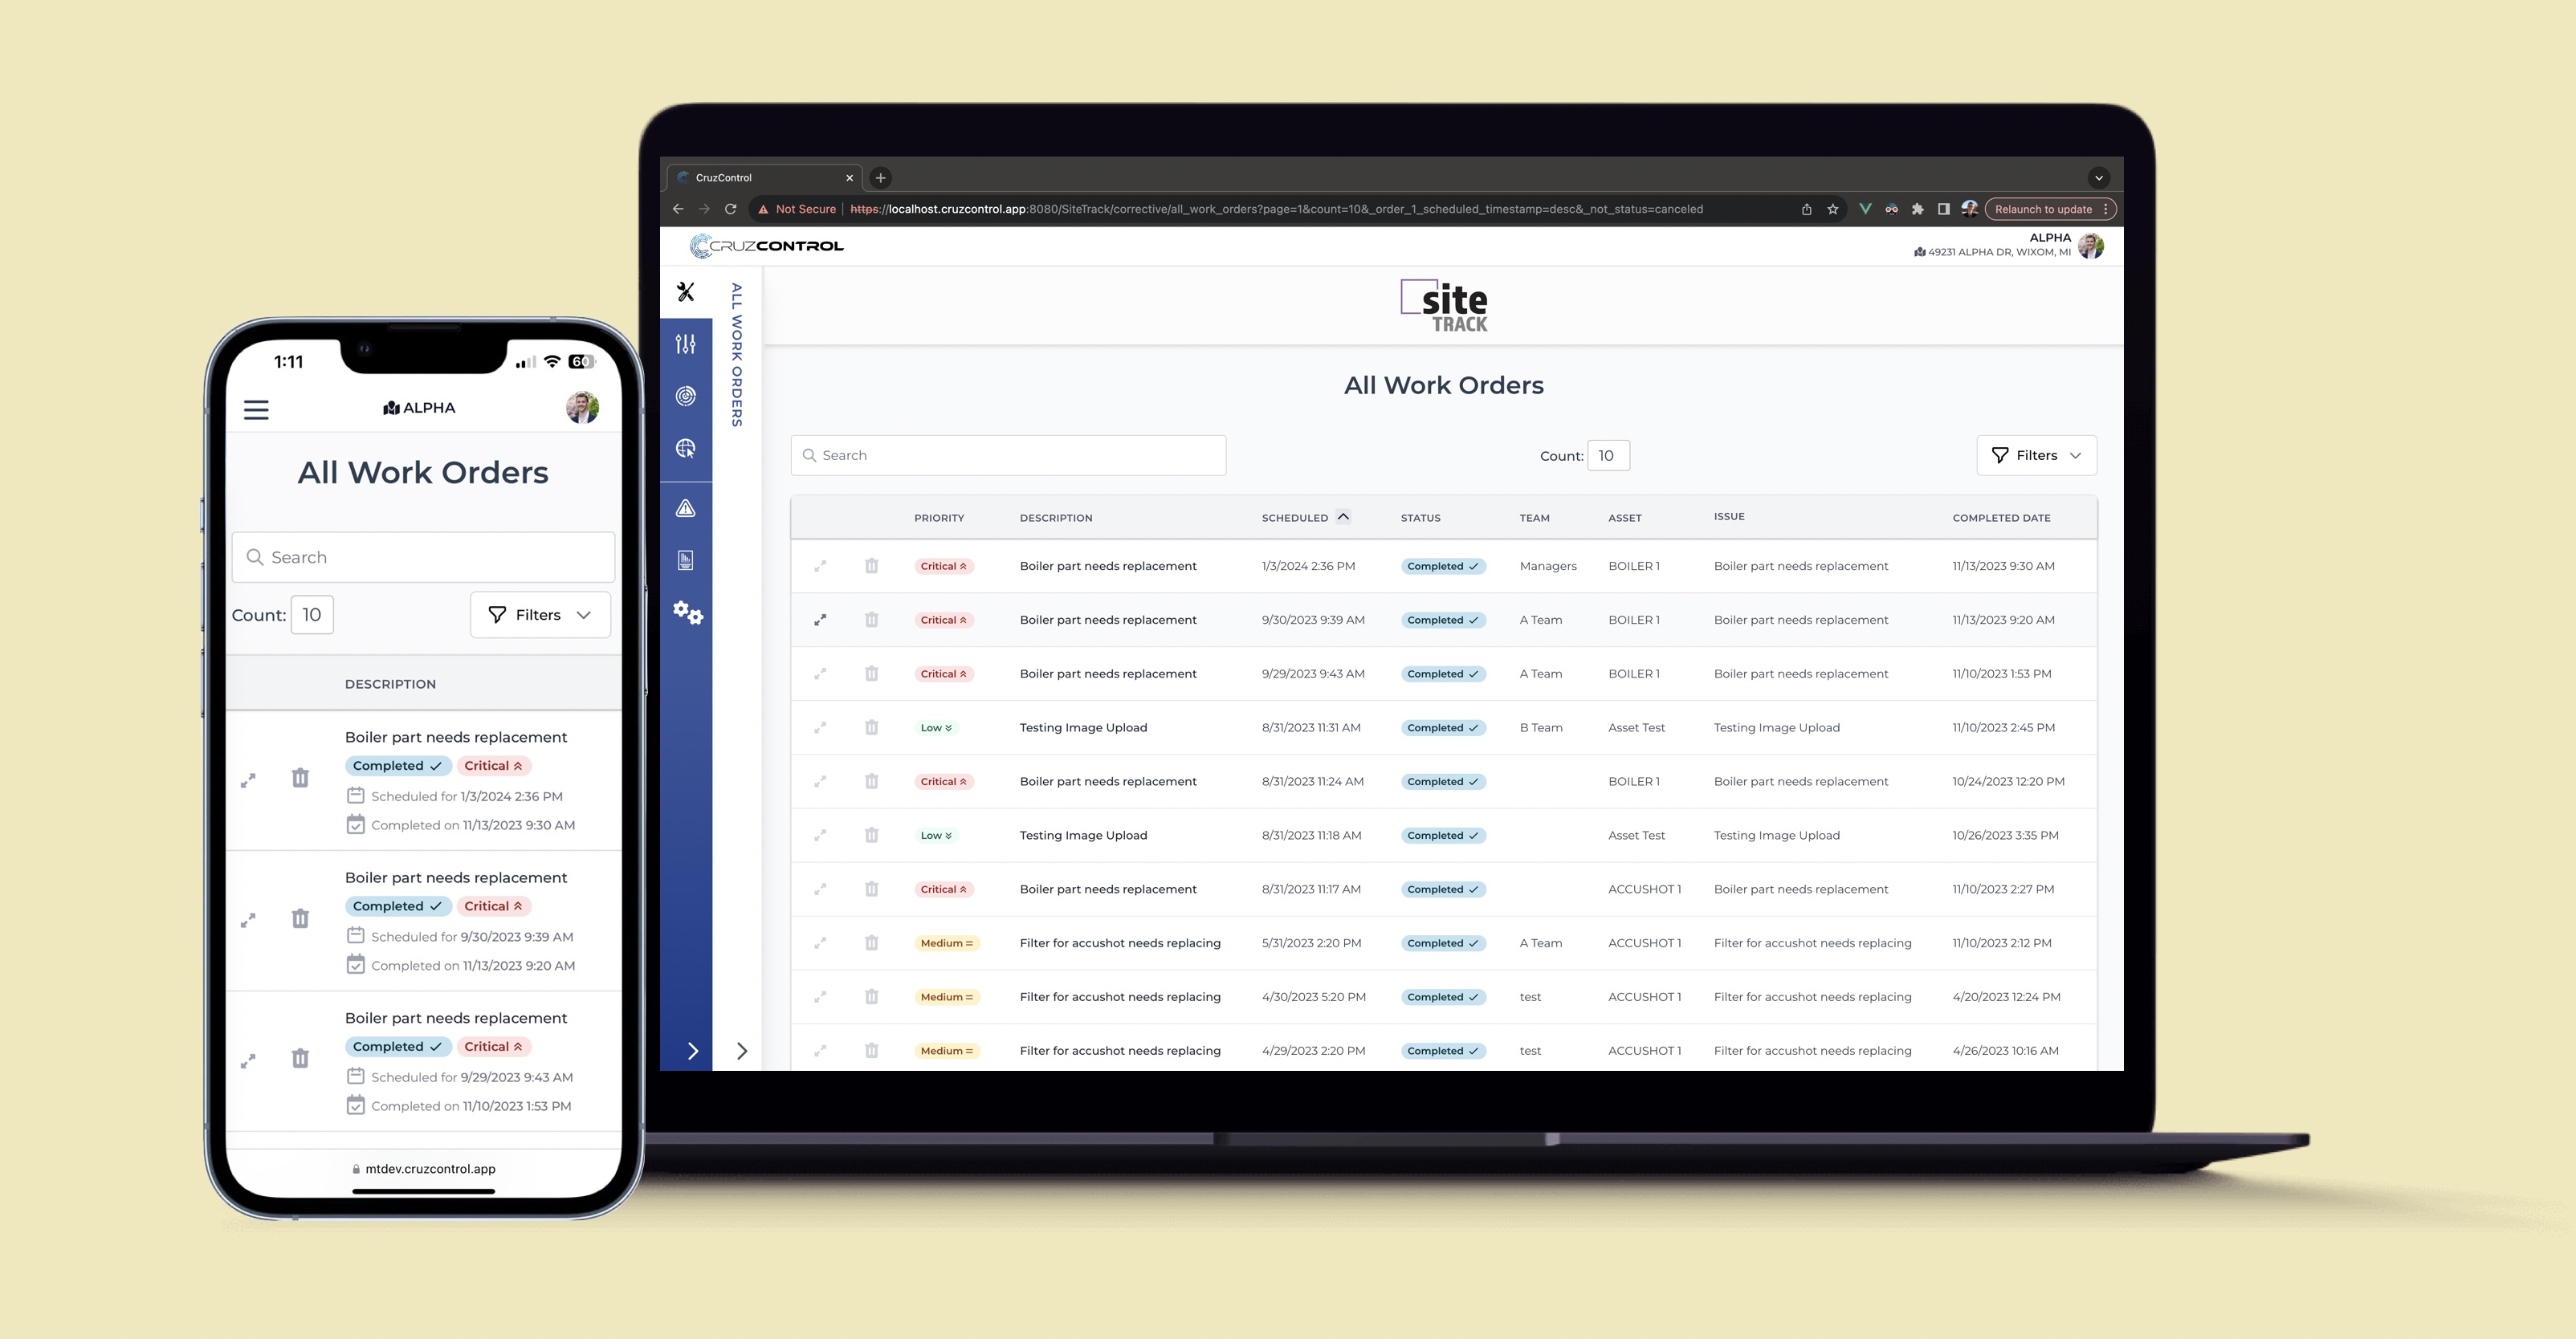 1:11
60
ALPHA
All Work Orders
Search
Count: 10 Filters
DESCRIPTION
Boiler part needs replacement
Completed Critical
Scheduled for 1/3/2024 2:36 PM
Completed on 11/13/2023 9:30 AM
Boiler part needs replacement
Completed Critical
Scheduled for 9/30/2023 9:39 AM
Completed on 11/13/2023 9:20 AM
Boiler part needs replacement
Completed Critical
Scheduled for 9/29/2023 9:43 AM
Completed on 11/10/2023 1:53 PM
mtdev.cruzcontrol.app
CruzControl
Not Secure https://localhost.cruzcontrol.app:8080/SiteTrack/corrective/all_work_orders?page=1&count=10&_order_1_scheduled_timestamp=desc&_not_status=canceled Relaunch to update
CRUZCONTROL
ALPHA
49231 ALPHA DR, WIXOM, MI
ALL WORK ORDERS
site
TRACK
All Work Orders
Search Count: 10 Filters
PRIORITY DESCRIPTION SCHEDULED STATUS TEAM ASSET ISSUE COMPLETED DATE
Critical Boiler part needs replacement 1/3/2024 2:36 PM Completed Managers BOILER 1 Boiler part needs replacement 11/13/2023 9:30 AM
Critical Boiler part needs replacement 9/30/2023 9:39 AM Completed A Team BOILER 1 Boiler part needs replacement 11/13/2023 9:20 AM
Critical Boiler part needs replacement 9/29/2023 9:43 AM Completed A Team BOILER 1 Boiler part needs replacement 11/10/2023 1:53 PM
Low Testing Image Upload 8/31/2023 11:31 AM Completed B Team Asset Test Testing Image Upload 11/10/2023 2:45 PM
Critical Boiler part needs replacement 8/31/2023 11:24 AM Completed BOILER 1 Boiler part needs replacement 10/24/2023 12:20 PM
Low Testing Image Upload 8/31/2023 11:18 AM Completed Asset Test Testing Image Upload 10/26/2023 3:35 PM
Critical Boiler part needs replacement 8/31/2023 11:17 AM Completed ACCUSHOT 1 Boiler part needs replacement 11/10/2023 2:27 PM
Medium = Filter for accushot needs replacing 5/31/2023 2:20 PM Completed A Team ACCUSHOT 1 Filter for accushot needs replacing 11/10/2023 2:12 PM
Medium = Filter for accushot needs replacing 4/30/2023 5:20 PM Completed test ACCUSHOT 1 Filter for accushot needs replacing 4/20/2023 12:24 PM
Medium = Filter for accushot needs replacing 4/29/2023 2:20 PM Completed test ACCUSHOT 1 Filter for accushot needs replacing 4/26/2023 10:16 AM